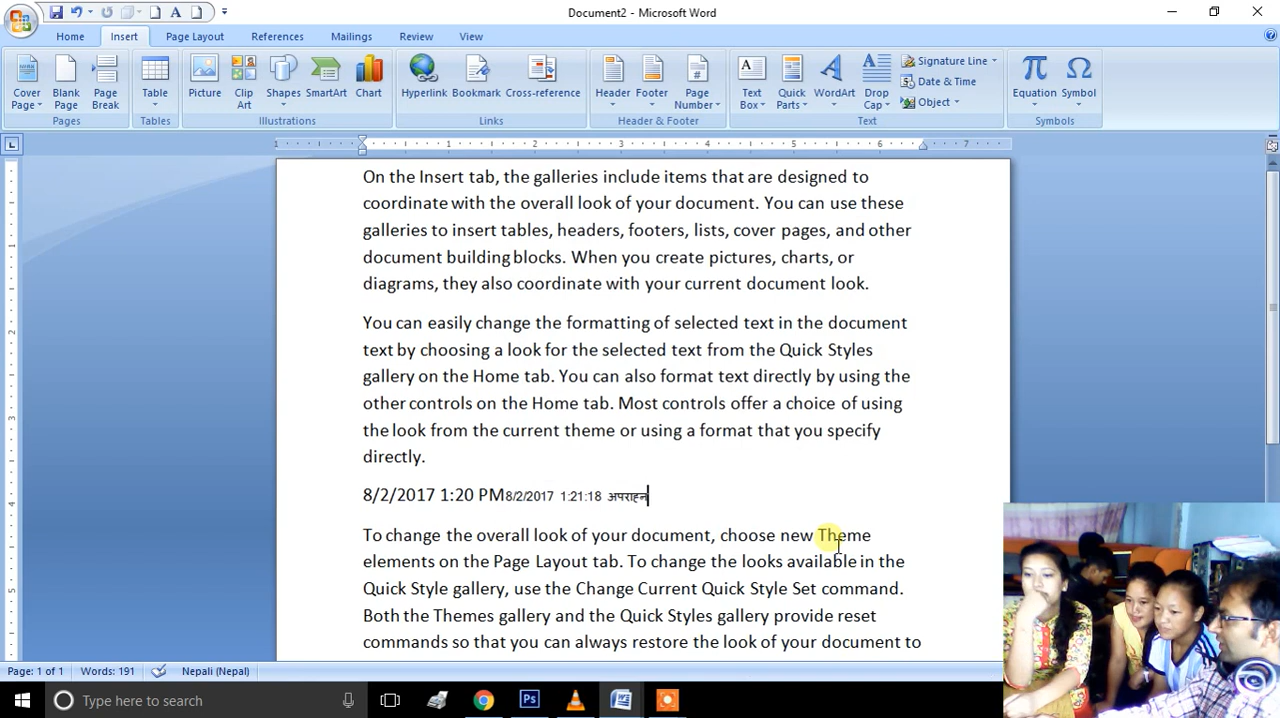 Document2 - Microsoft Word
Home Insert Page Layout References Mailings Review View
Cover Page Blank Page Page Break Table Picture Clip Art Shapes SmartArt Chart Hyperlink Bookmark Cross-reference Header Footer Page Number Text Box Quick Parts WordArt Drop Cap Signature Line Date & Time Object Equation Symbol
Pages Tables Illustrations Links Header & Footer Text Symbols
1 1 2 3 4 5 6 7
On the Insert tab, the galleries include items that are designed to
coordinate with the overall look of your document. You can use these
galleries to insert tables, headers, footers, lists, cover pages, and other
document building blocks. When you create pictures, charts, or
diagrams, they also coordinate with your current document look.
You can easily change the formatting of selected text in the document
text by choosing a look for the selected text from the Quick Styles
gallery on the Home tab. You can also format text directly by using the
other controls on the Home tab. Most controls offer a choice of using
the look from the current theme or using a format that you specify
directly.
8/2/2017 1:20 PM8/2/2017 1:21:18 अपराह्न
To change the overall look of your document, choose new Theme
elements on the Page Layout tab. To change the looks available in the
Quick Style gallery, use the Change Current Quick Style Set command.
Both the Themes gallery and the Quick Styles gallery provide reset
commands so that you can always restore the look of your document to
Page: 1 of 1 Words: 191 Nepali (Nepal)
Type here to search